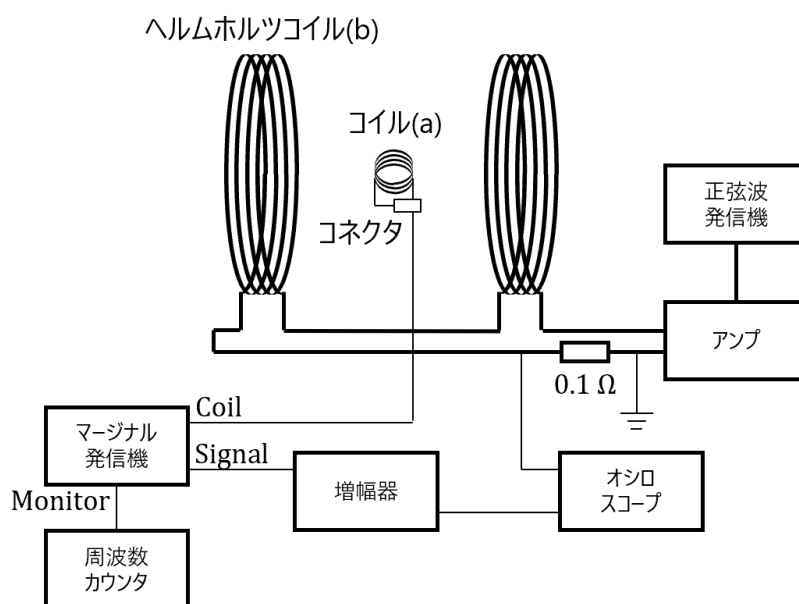 ヘルムホルツコイル(b)
コイル(a)
コネクタ
正弦波
発信機
アンプ
0.1 Ω
Coil
マージナル
発信機
Signal
Monitor
増幅器
オシロ
スコープ
周波数
カウンタ